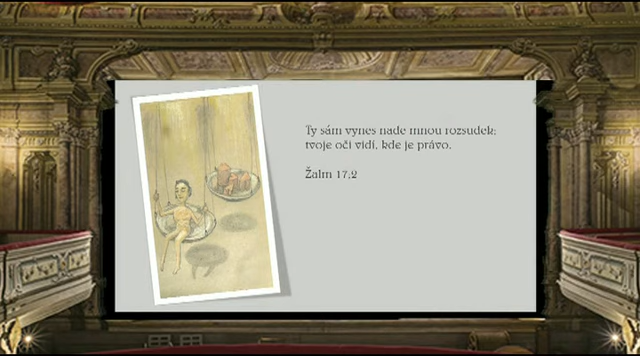 Ty sám vynes nade mnou rozsudek;
tvoje oči vidí, kde je právo.
Žalm 17,2